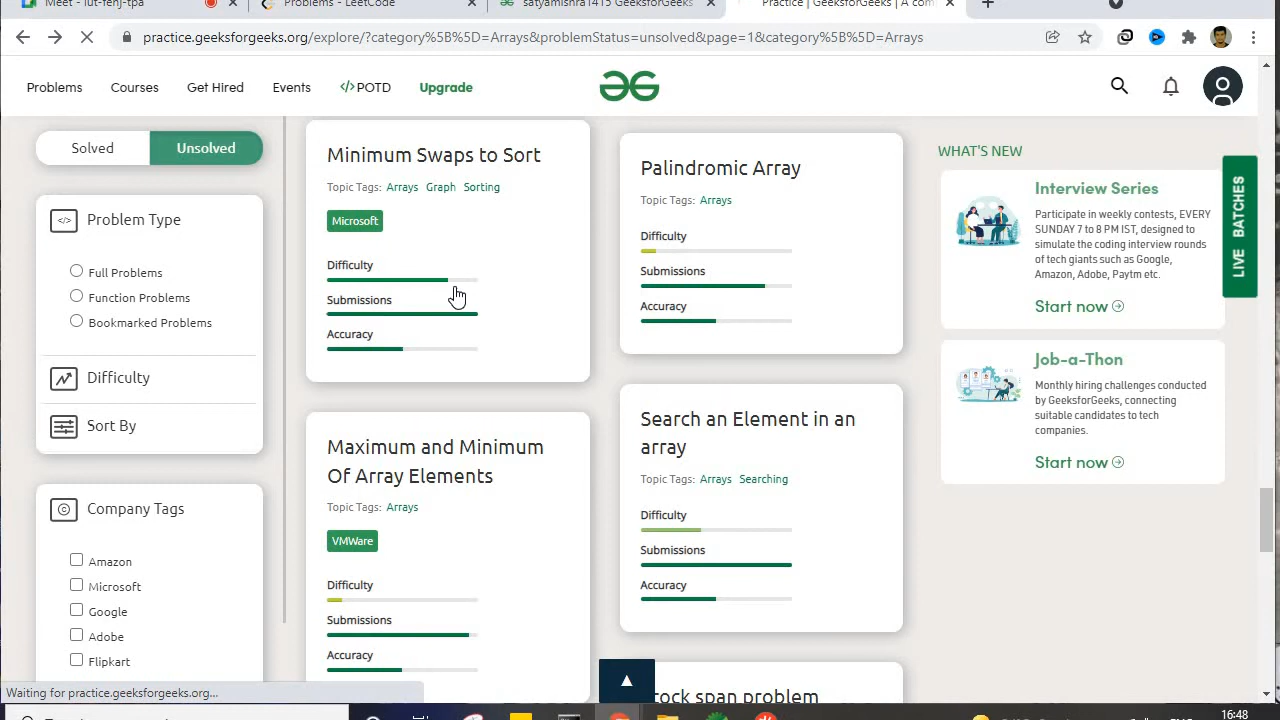 Meet - iut-ferj-tpa
Problems - LeetCode
satyamishra1415 GeeksforGeeks
Practice | GeeksforGeeks | A com
practice.geeksforgeeks.org/explore/?category%5B%5D=Arrays&problemStatus=unsolved&page=1&category%5B%5D=Arrays
Problems
Courses
Get Hired
Events
</>POTD
Upgrade
Solved
Unsolved
Problem Type
Full Problems
Function Problems
Bookmarked Problems
Difficulty
Sort By
Company Tags
Amazon
Microsoft
Google
Adobe
Flipkart
Minimum Swaps to Sort
Topic Tags: Arrays Graph Sorting
Microsoft
Difficulty
Submissions
Accuracy
Maximum and Minimum
Of Array Elements
Topic Tags: Arrays
VMWare
Difficulty
Submissions
Accuracy
Palindromic Array
Topic Tags: Arrays
Difficulty
Submissions
Accuracy
Search an Element in an
array
Topic Tags: Arrays Searching
Difficulty
Submissions
Accuracy
tock span problem
WHAT'S NEW
Interview Series
Participate in weekly contests, EVERY
SUNDAY 7 to 8 PM IST, designed to
simulate the coding interview rounds
of tech giants such as Google,
Amazon, Adobe, Paytm etc.
Start now
Job-a-Thon
Monthly hiring challenges conducted
by GeeksforGeeks, connecting
suitable candidates to tech
companies.
Start now
LIVE BATCHES
Waiting for practice.geeksforgeeks.org...
16:48